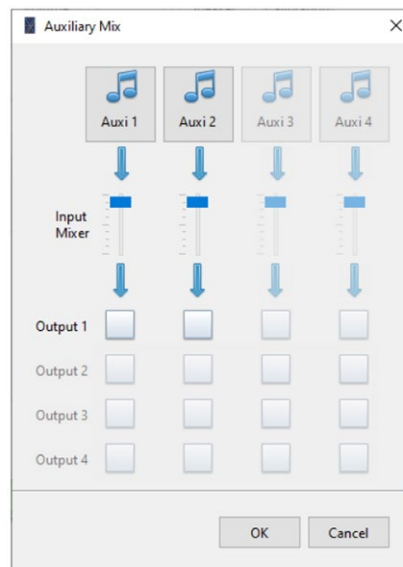 Auxiliary Mix
Auxi 1 Auxi 2 Auxi 3 Auxi 4
Input
Mixer
Output 1
Output 2
Output 3
Output 4
OK Cancel